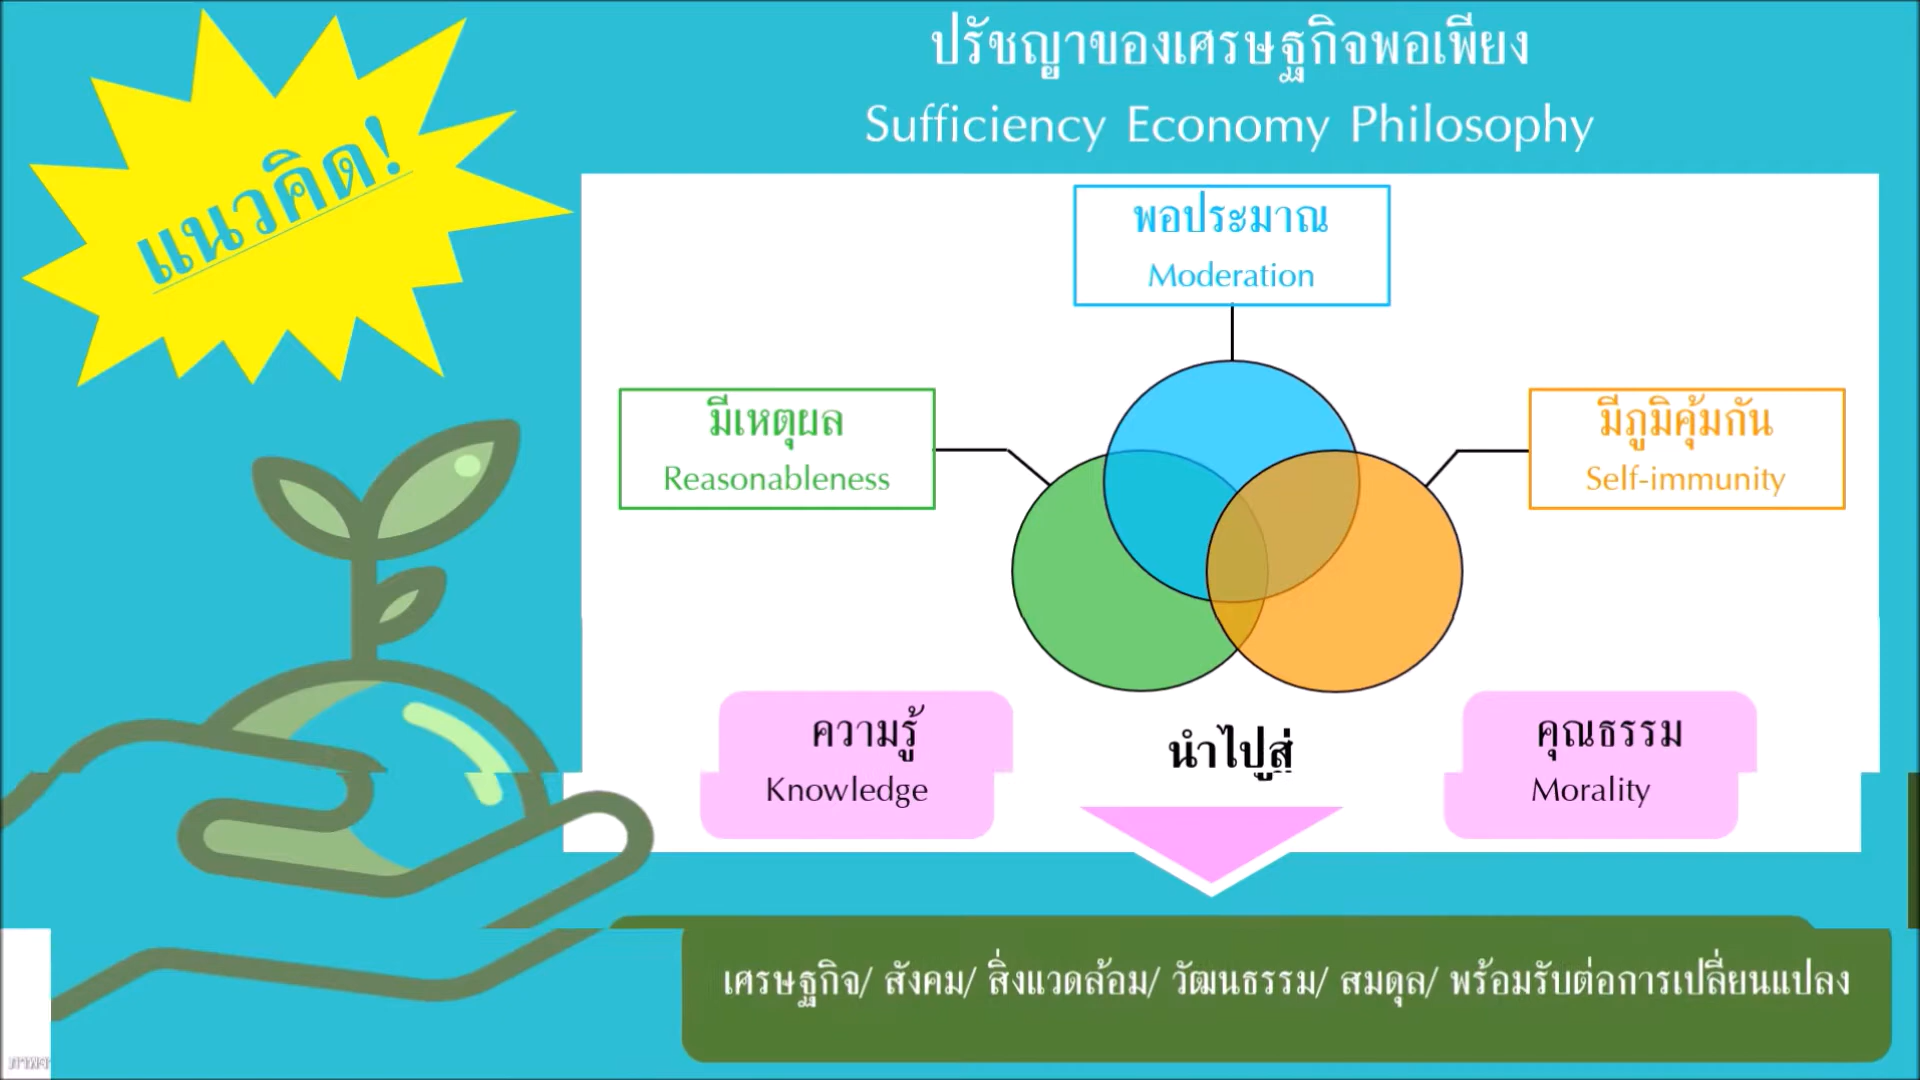 แนวคิด!
ปรัชญาของเศรษฐกิจพอเพียง
Sufficiency Economy Philosophy
พอประมาณ
Moderation
มีเหตุผล
Reasonableness
มีภูมิคุ้มกัน
Self-immunity
ความรู้
Knowledge
นำไปสู่
คุณธรรม
Morality
เศรษฐกิจ/ สังคม/ สิ่งแวดล้อม/ วัฒนธรรม/ สมดุล/ พร้อมรับต่อการเปลี่ยนแปลง